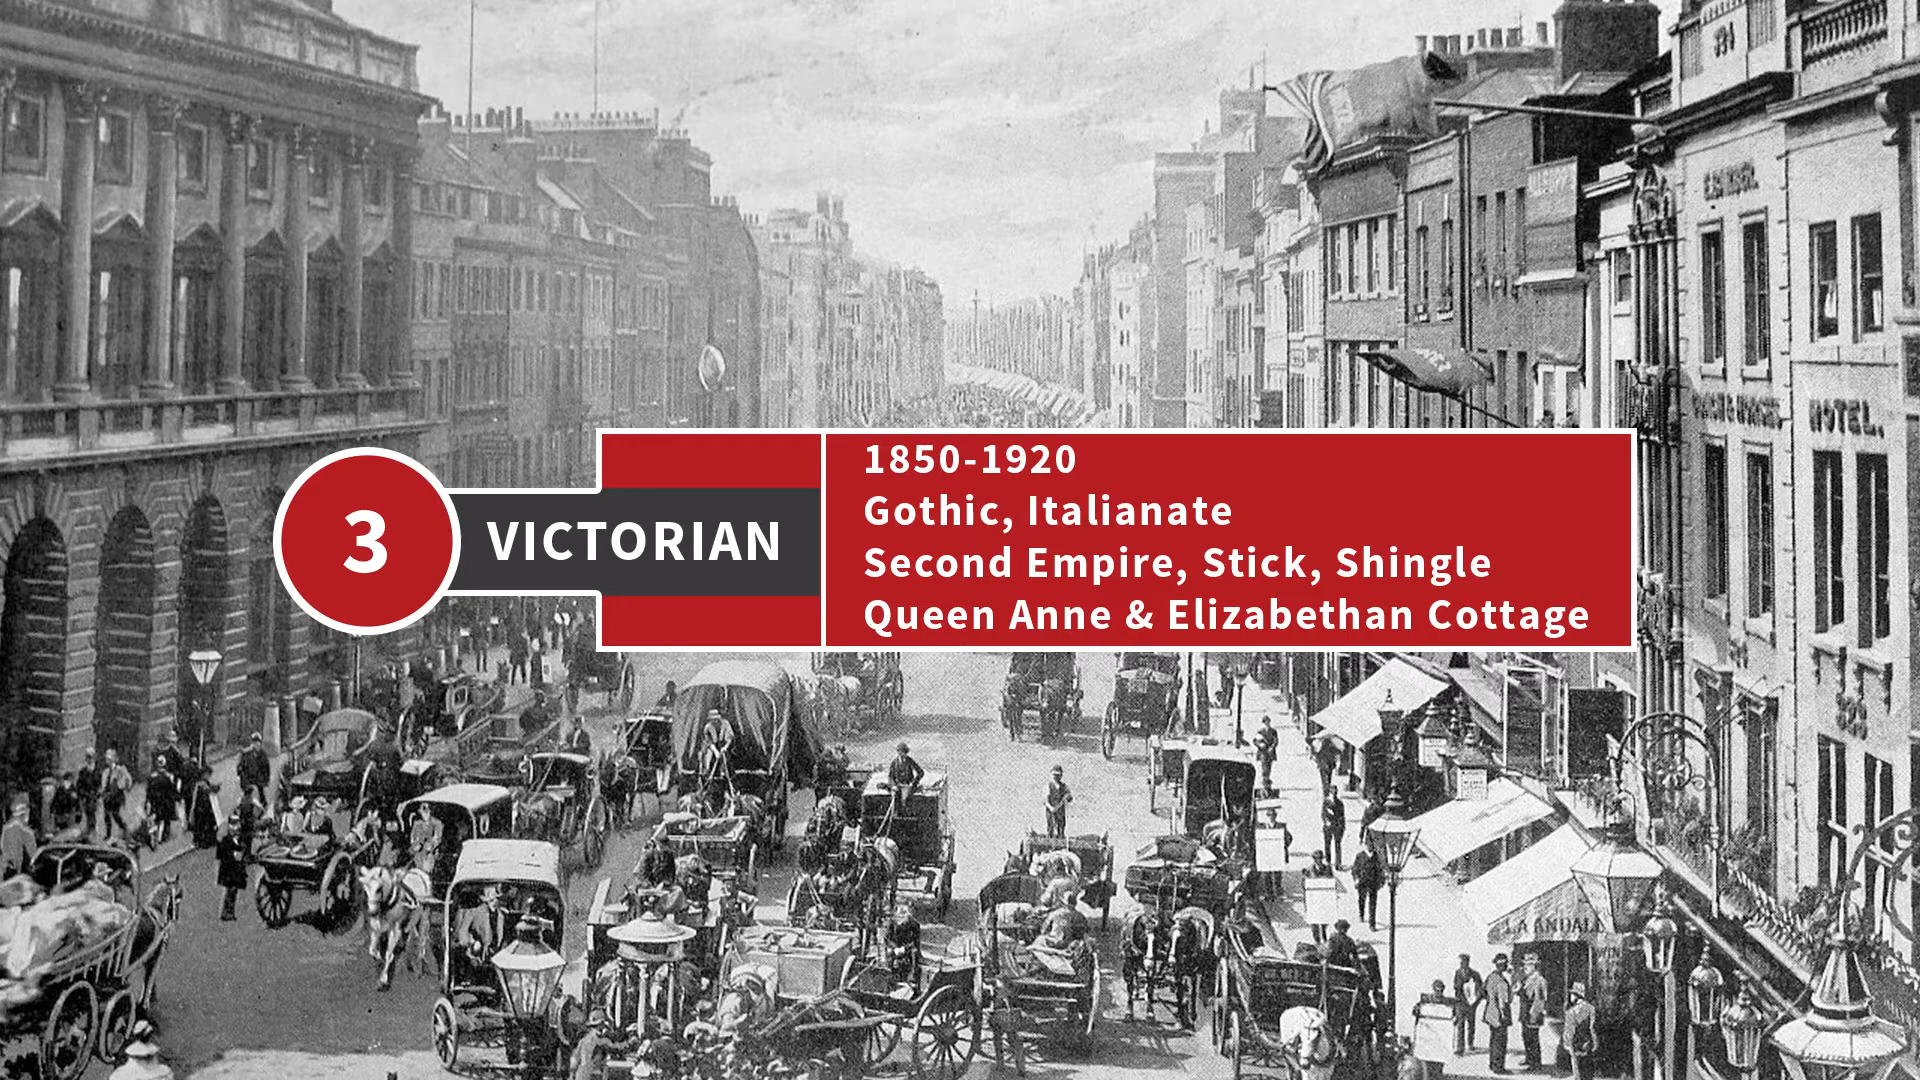 3
VICTORIAN
1850-1920
Gothic, Italianate
Second Empire, Stick, Shingle
Queen Anne & Elizabethan Cottage
HOTEL.